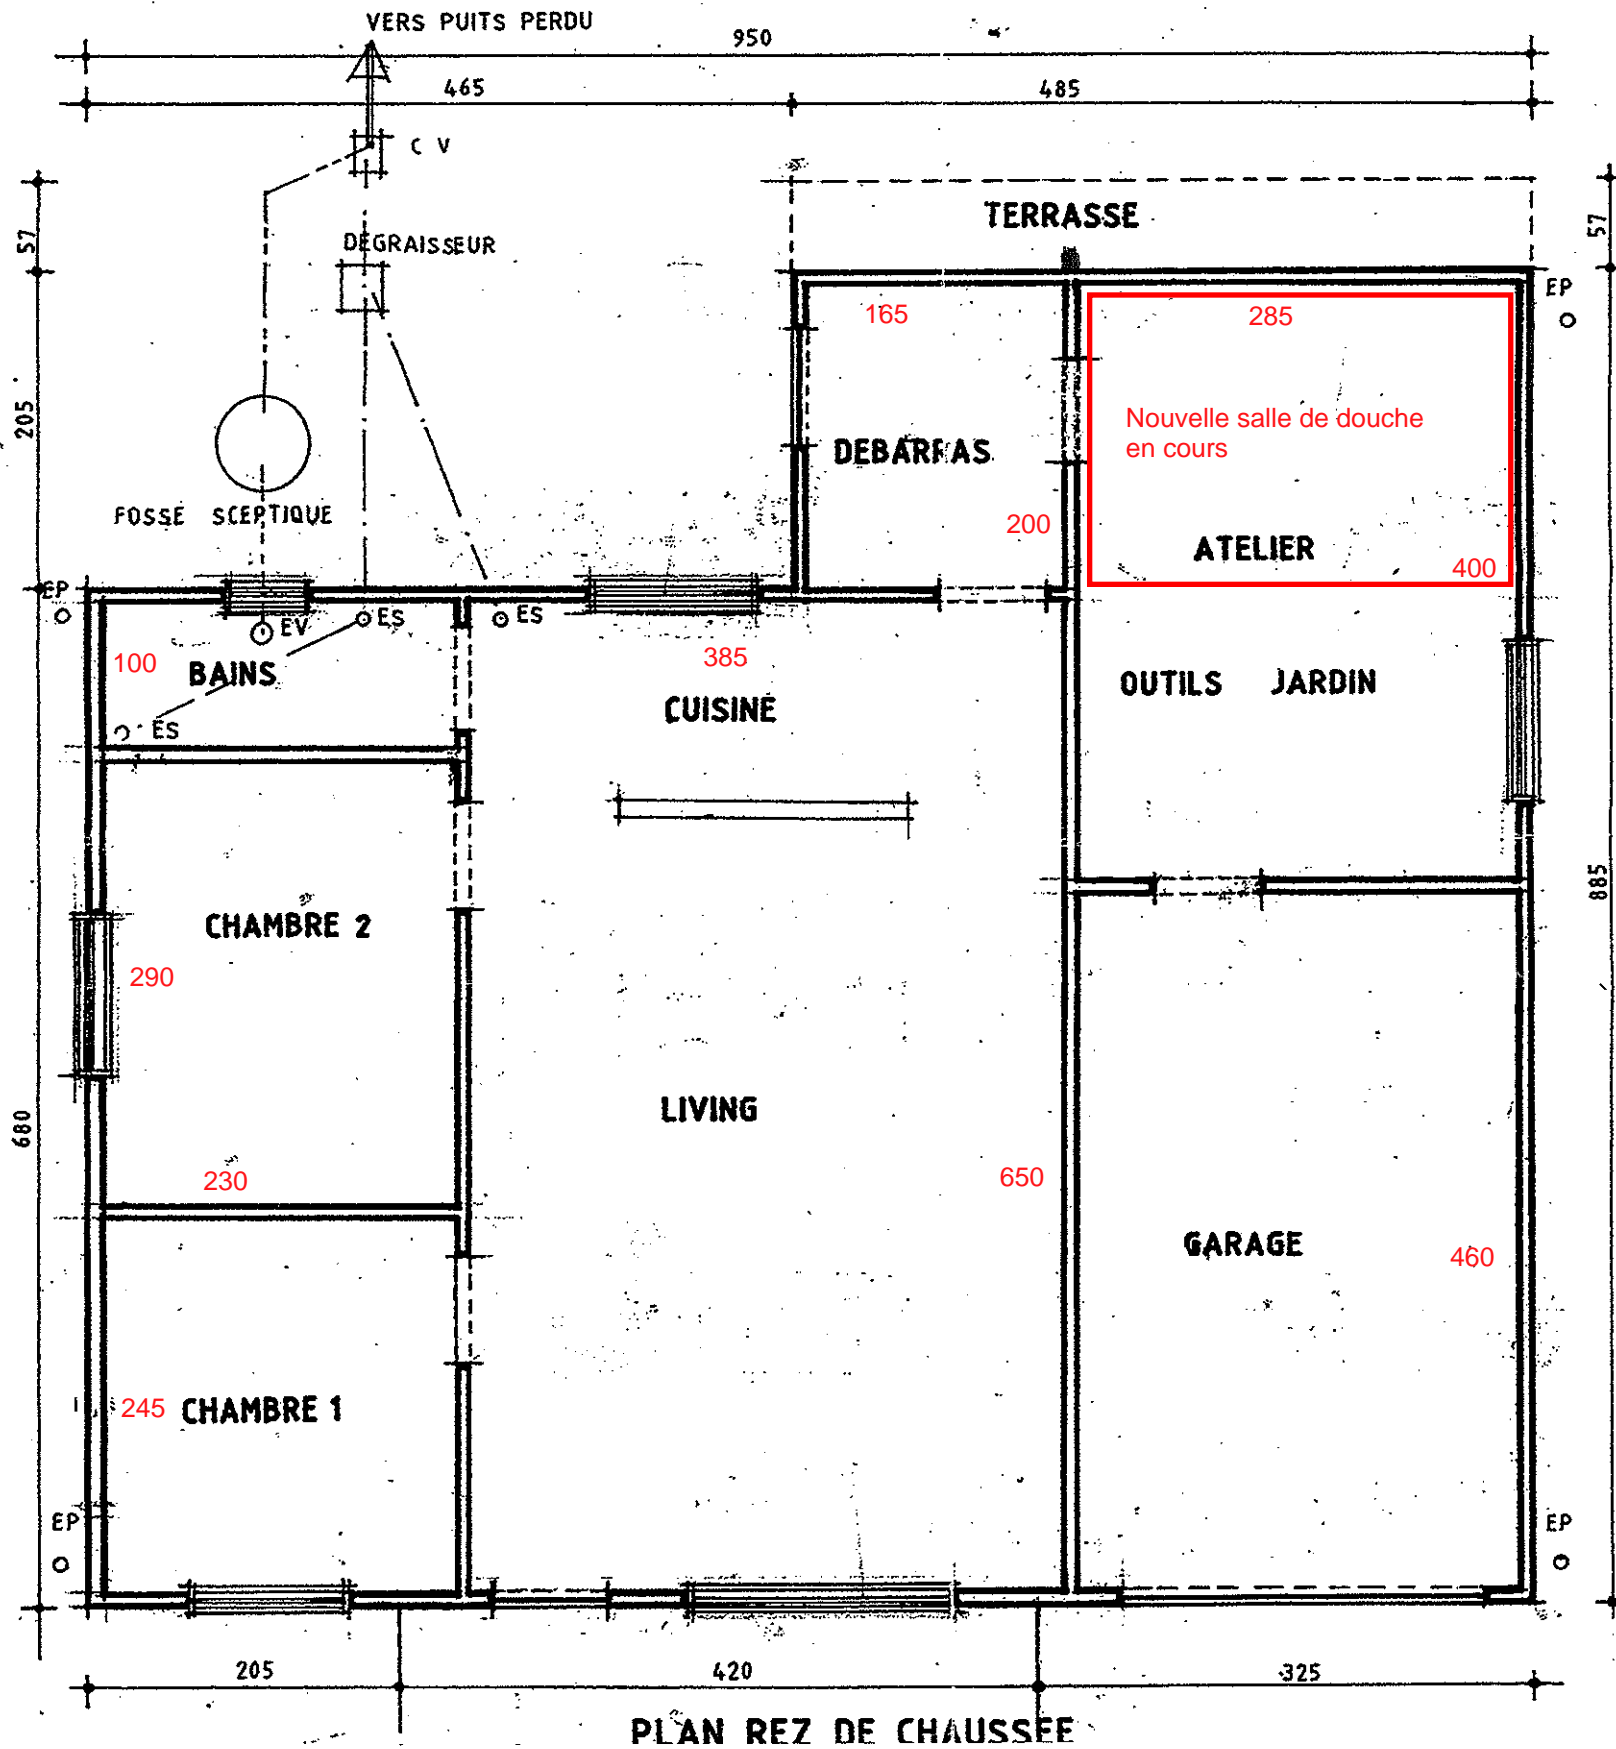 VERS PUITS PERDU
950
465
485
C V
57
57
TERRASSE
DEGRAISSEUR
EP
165
285
205
Nouvelle salle de douche
en cours
DEBARRAS
FOSSE SCEPTIQUE
200
ATELIER
400
EP
EV
ES
ES
100
BAINS
385
OUTILS JARDIN
CUISINE
ES
885
CHAMBRE 2
290
LIVING
680
230
650
GARAGE
460
245
CHAMBRE 1
EP
EP
205
420
325
PLAN REZ DE CHAUSSEE